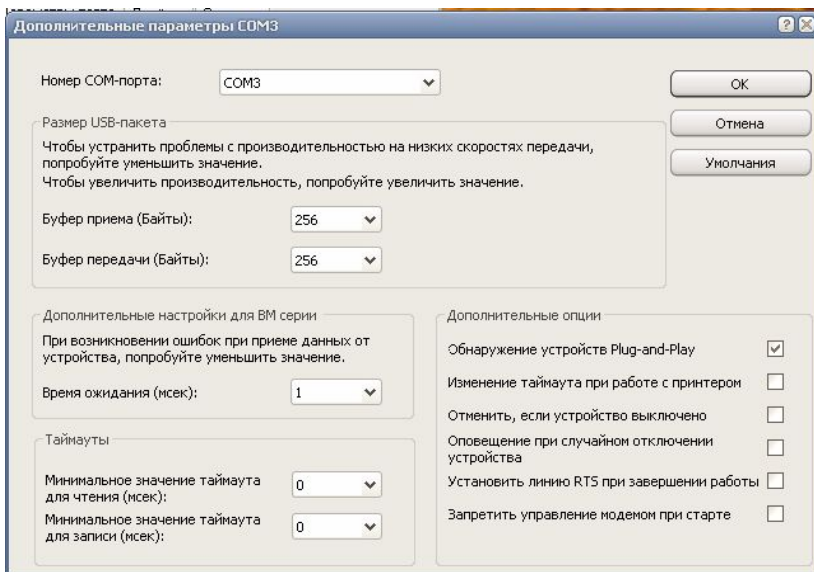 Дополнительные параметры COM3
Номер COM-порта:
COM3
OK
Отмена
Умолчания
Размер USB-пакета
Чтобы устранить проблемы с производительностью на низких скоростях передачи,
попробуйте уменьшить значение.
Чтобы увеличить производительность, попробуйте увеличить значение.
Буфер приема (Байты):
256
Буфер передачи (Байты):
256
Дополнительные настройки для BM серии
При возникновении ошибок при приеме данных от
устройства, попробуйте уменьшить значение.
Время ожидания (мсек):
1
Таймауты
Минимальное значение таймаута
для чтения (мсек):
0
Минимальное значение таймаута
для записи (мсек):
0
Дополнительные опции
Обнаружение устройств Plug-and-Play
Изменение таймаута при работе с принтером
Отменить, если устройство выключено
Оповещение при случайном отключении
устройства
Установить линию RTS при завершении работы
Запретить управление модемом при старте